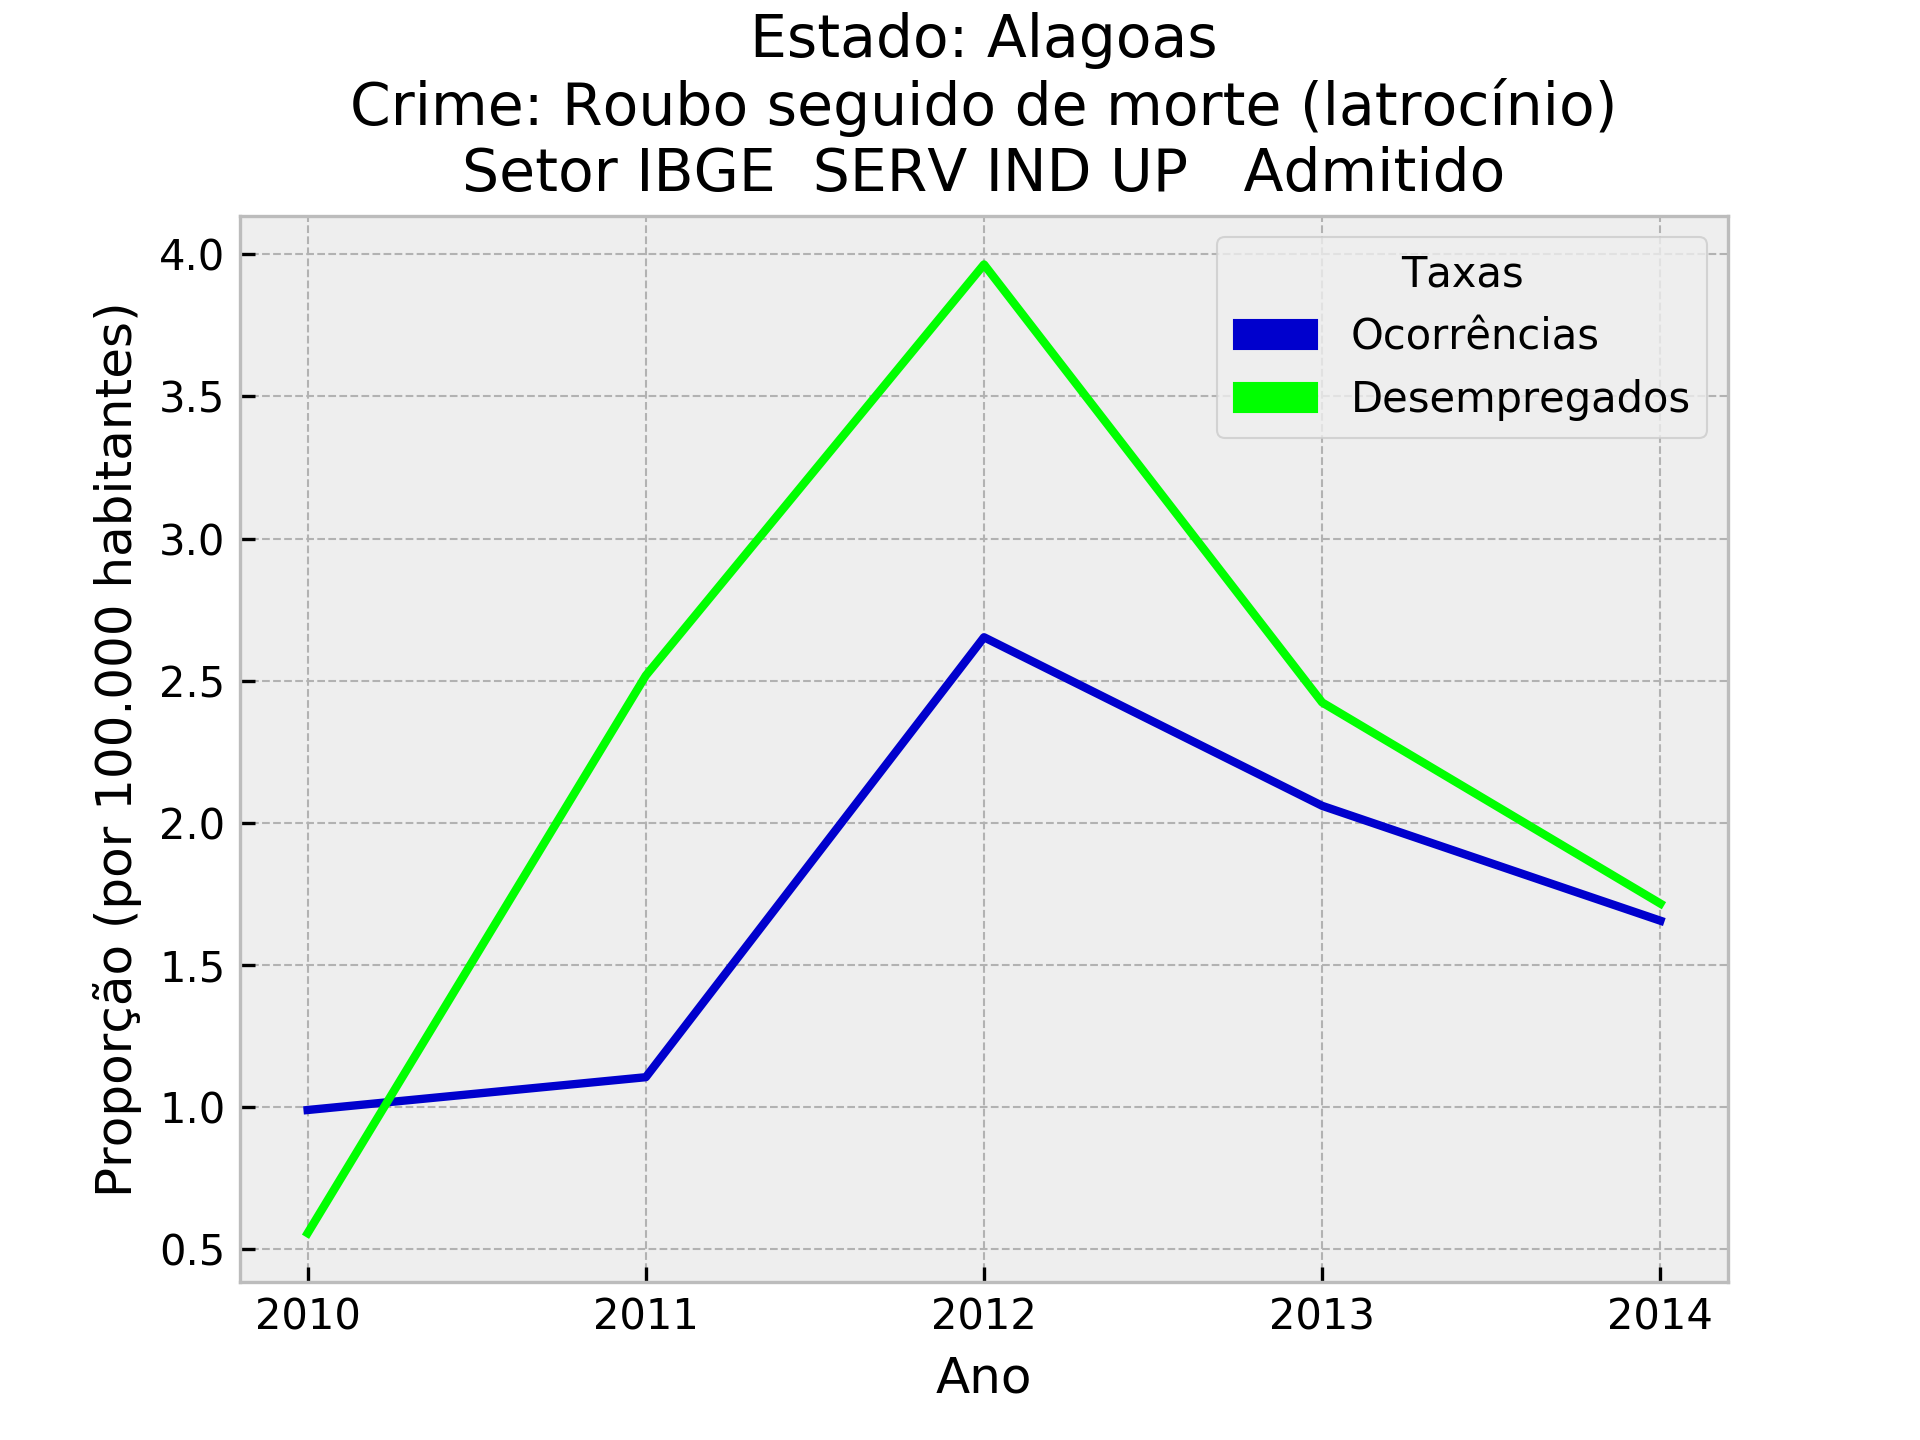 Estado: Alagoas
Crime: Roubo seguido de morte (latrocínio)
Setor IBGE  SERV IND UP   Admitido
Taxas
Ocorrências
Desempregados
Proporção (por 100.000 habitantes)
4.0
3.5
3.0
2.5
2.0
1.5
1.0
0.5
2010 2011 2012 2013 2014
Ano